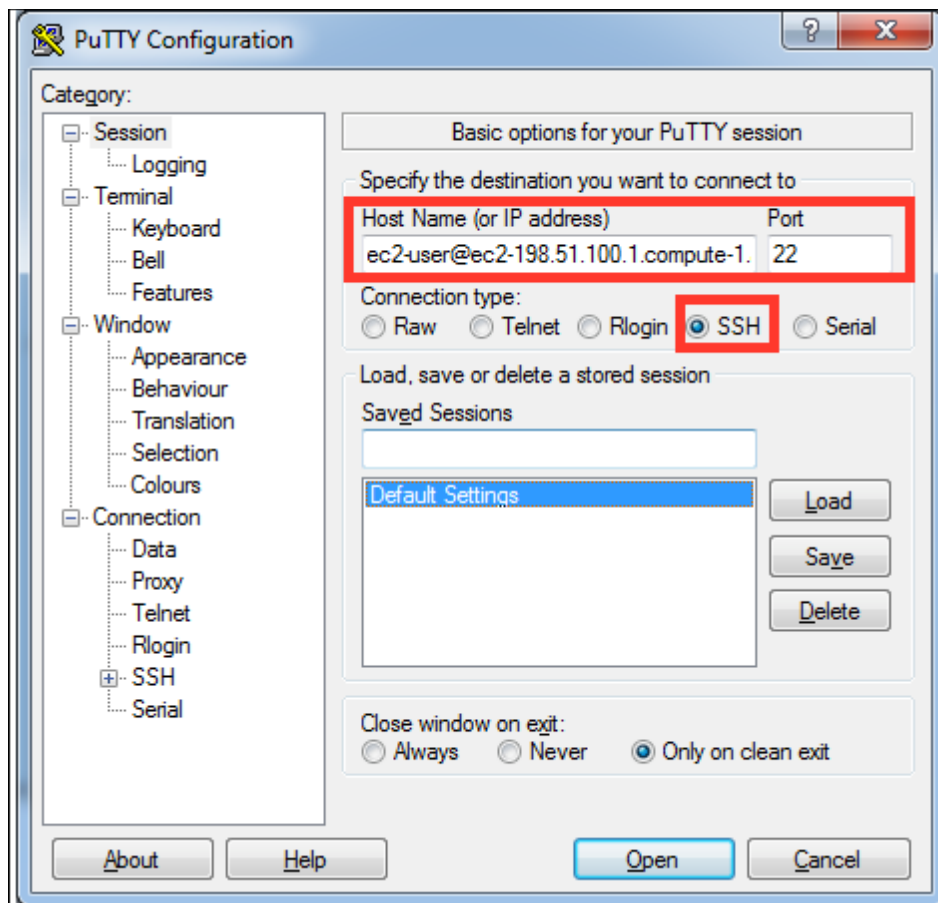 PuTTY Configuration
Category:
Session
Logging
Terminal
Keyboard
Bell
Features
Window
Appearance
Behaviour
Translation
Selection
Colours
Connection
Data
Proxy
Telnet
Rlogin
SSH
Serial
Basic options for your PuTTY session
Specify the destination you want to connect to
Host Name (or IP address) Port
ec2-user@ec2-198.51.100.1.compute-1. 22
Connection type:
Raw Telnet Rlogin SSH Serial
Load, save or delete a stored session
Saved Sessions
Default Settings
Load
Save
Delete
Close window on exit:
Always Never Only on clean exit
About Help Open Cancel